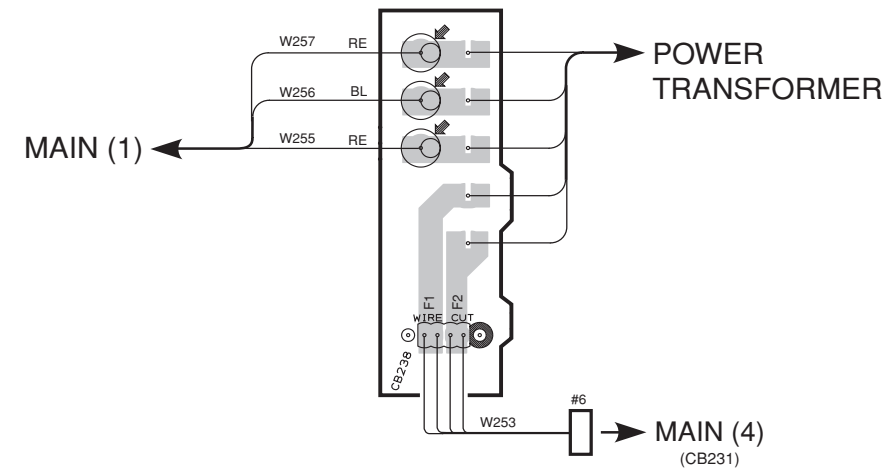 W257 RE
POWER
TRANSFORMER
W256 BL
MAIN (1)
W255 RE
F1 F2
WIRE CUT
CB238
#6
W253
MAIN (4)
(CB231)